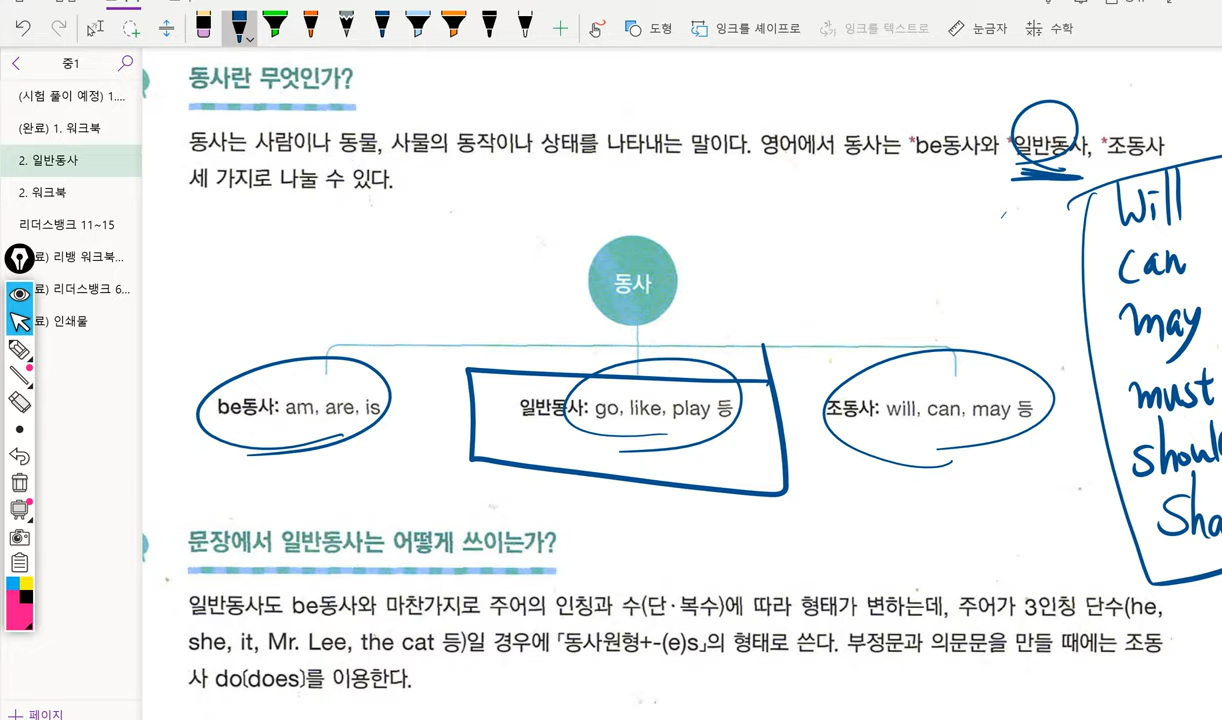 도형
잉크를 셰이프로
잉크를 텍스트로
눈금자
수학
중1
(시험 풀이 예정) 1....
(완료) 1. 워크북
2. 일반동사
2. 워크북
리더스뱅크 11~15
료) 리뱅 워크북...
료) 리더스뱅크 6...
료) 인쇄물
페이지
동사란 무엇인가?
동사는 사람이나 동물, 사물의 동작이나 상태를 나타내는 말이다. 영어에서 동사는 *be동사와 *일반동사, *조동사
세 가지로 나눌 수 있다.
동사
be동사: am, are, is
일반동사: go, like, play 등
조동사: will, can, may 등
Will
can
may
must
문장에서 일반동사는 어떻게 쓰이는가?
일반동사도 be동사와 마찬가지로 주어의 인칭과 수(단·복수)에 따라 형태가 변하는데, 주어가 3인칭 단수(he,
she, it, Mr. Lee, the cat 등)일 경우에 「동사원형+-(e)s」의 형태로 쓴다. 부정문과 의문문을 만들 때에는 조동
사 do(does)를 이용한다.